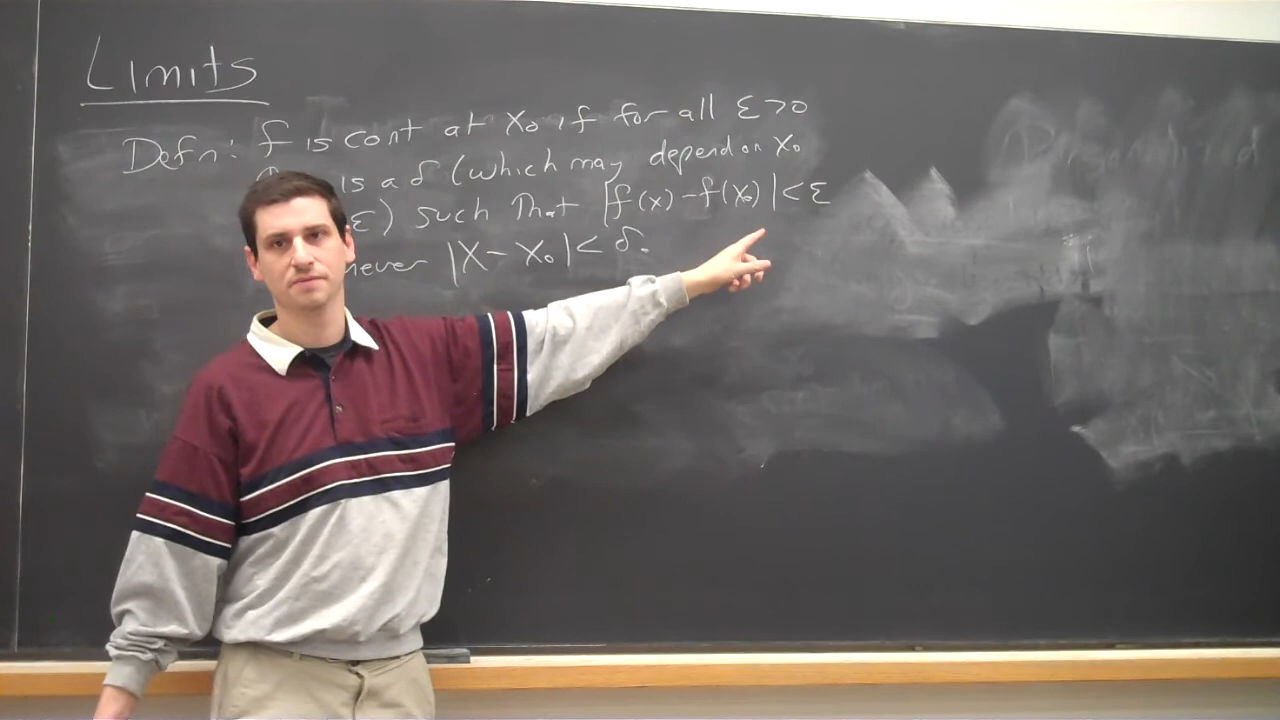 Limits
Defn: f is cont at x₀ if for all ε>0
is a δ (which may depend on x₀
ε) such that |f(x)-f(x₀)|<ε
never |x-x₀|<δ.